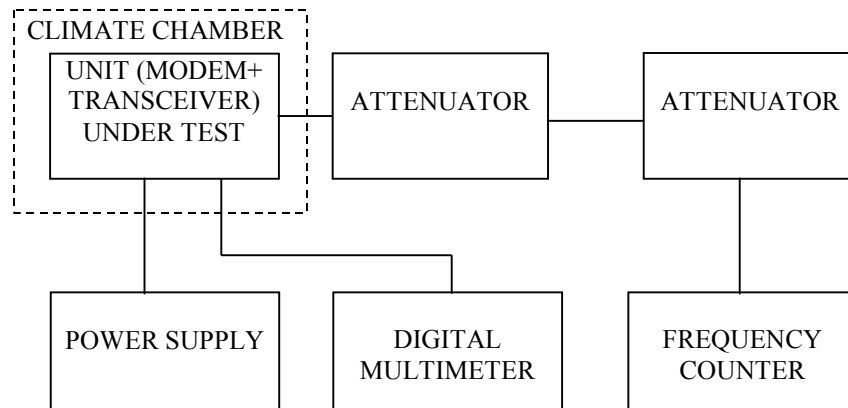 CLIMATE CHAMBER
UNIT (MODEM+
TRANSCEIVER)
UNDER TEST
ATTENUATOR
ATTENUATOR
POWER SUPPLY
DIGITAL
MULTIMETER
FREQUENCY
COUNTER